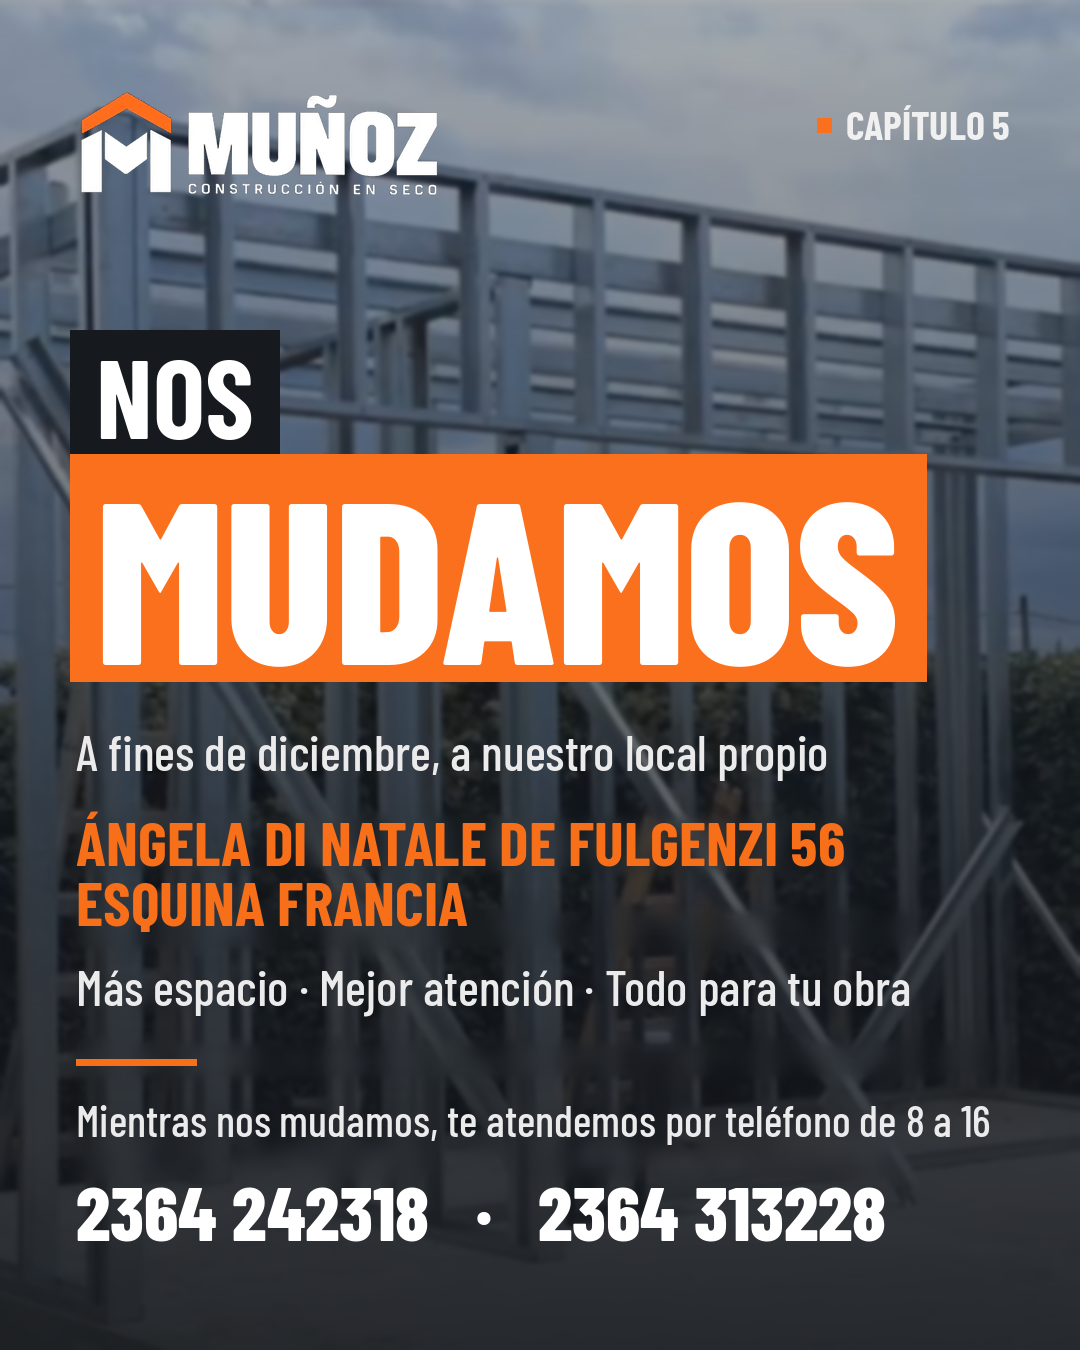 MUÑOZ
CONSTRUCCIÓN EN SECO
CAPÍTULO 5
NOS
MUDAMOS
A fines de diciembre, a nuestro local propio
ÁNGELA DI NATALE DE FULGENZI 56
ESQUINA FRANCIA
Más espacio · Mejor atención · Todo para tu obra
Mientras nos mudamos, te atendemos por teléfono de 8 a 16
2364 242318 • 2364 313228